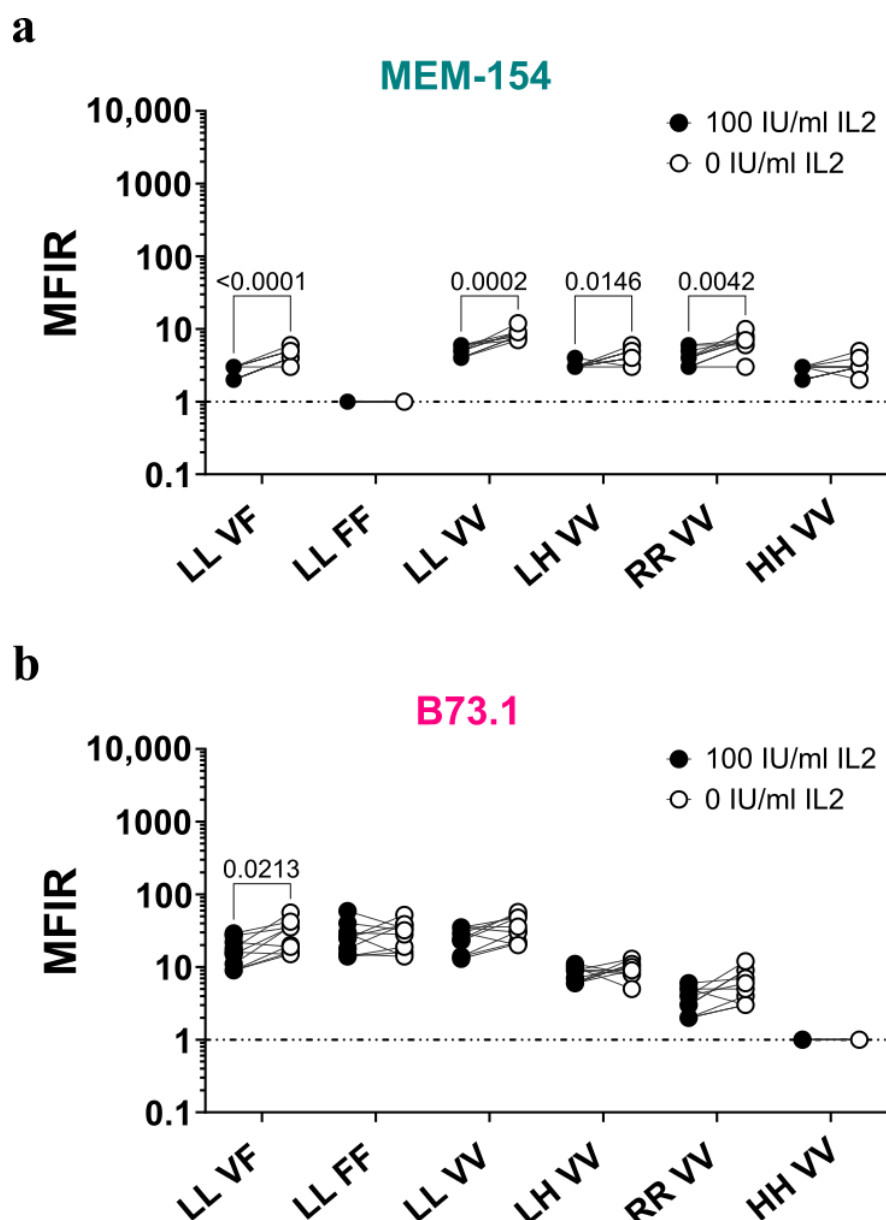 a
MEM-154
10,000
1000
100
10
1
0.1
MFIR
100 IU/ml IL2
0 IU/ml IL2
<0.0001
0.0002
0.0146
0.0042
LL VF
LL FF
LL VV
LH VV
RR VV
HH VV
b
B73.1
10,000
1000
100
10
1
0.1
MFIR
100 IU/ml IL2
0 IU/ml IL2
0.0213
LL VF
LL FF
LL VV
LH VV
RR VV
HH VV